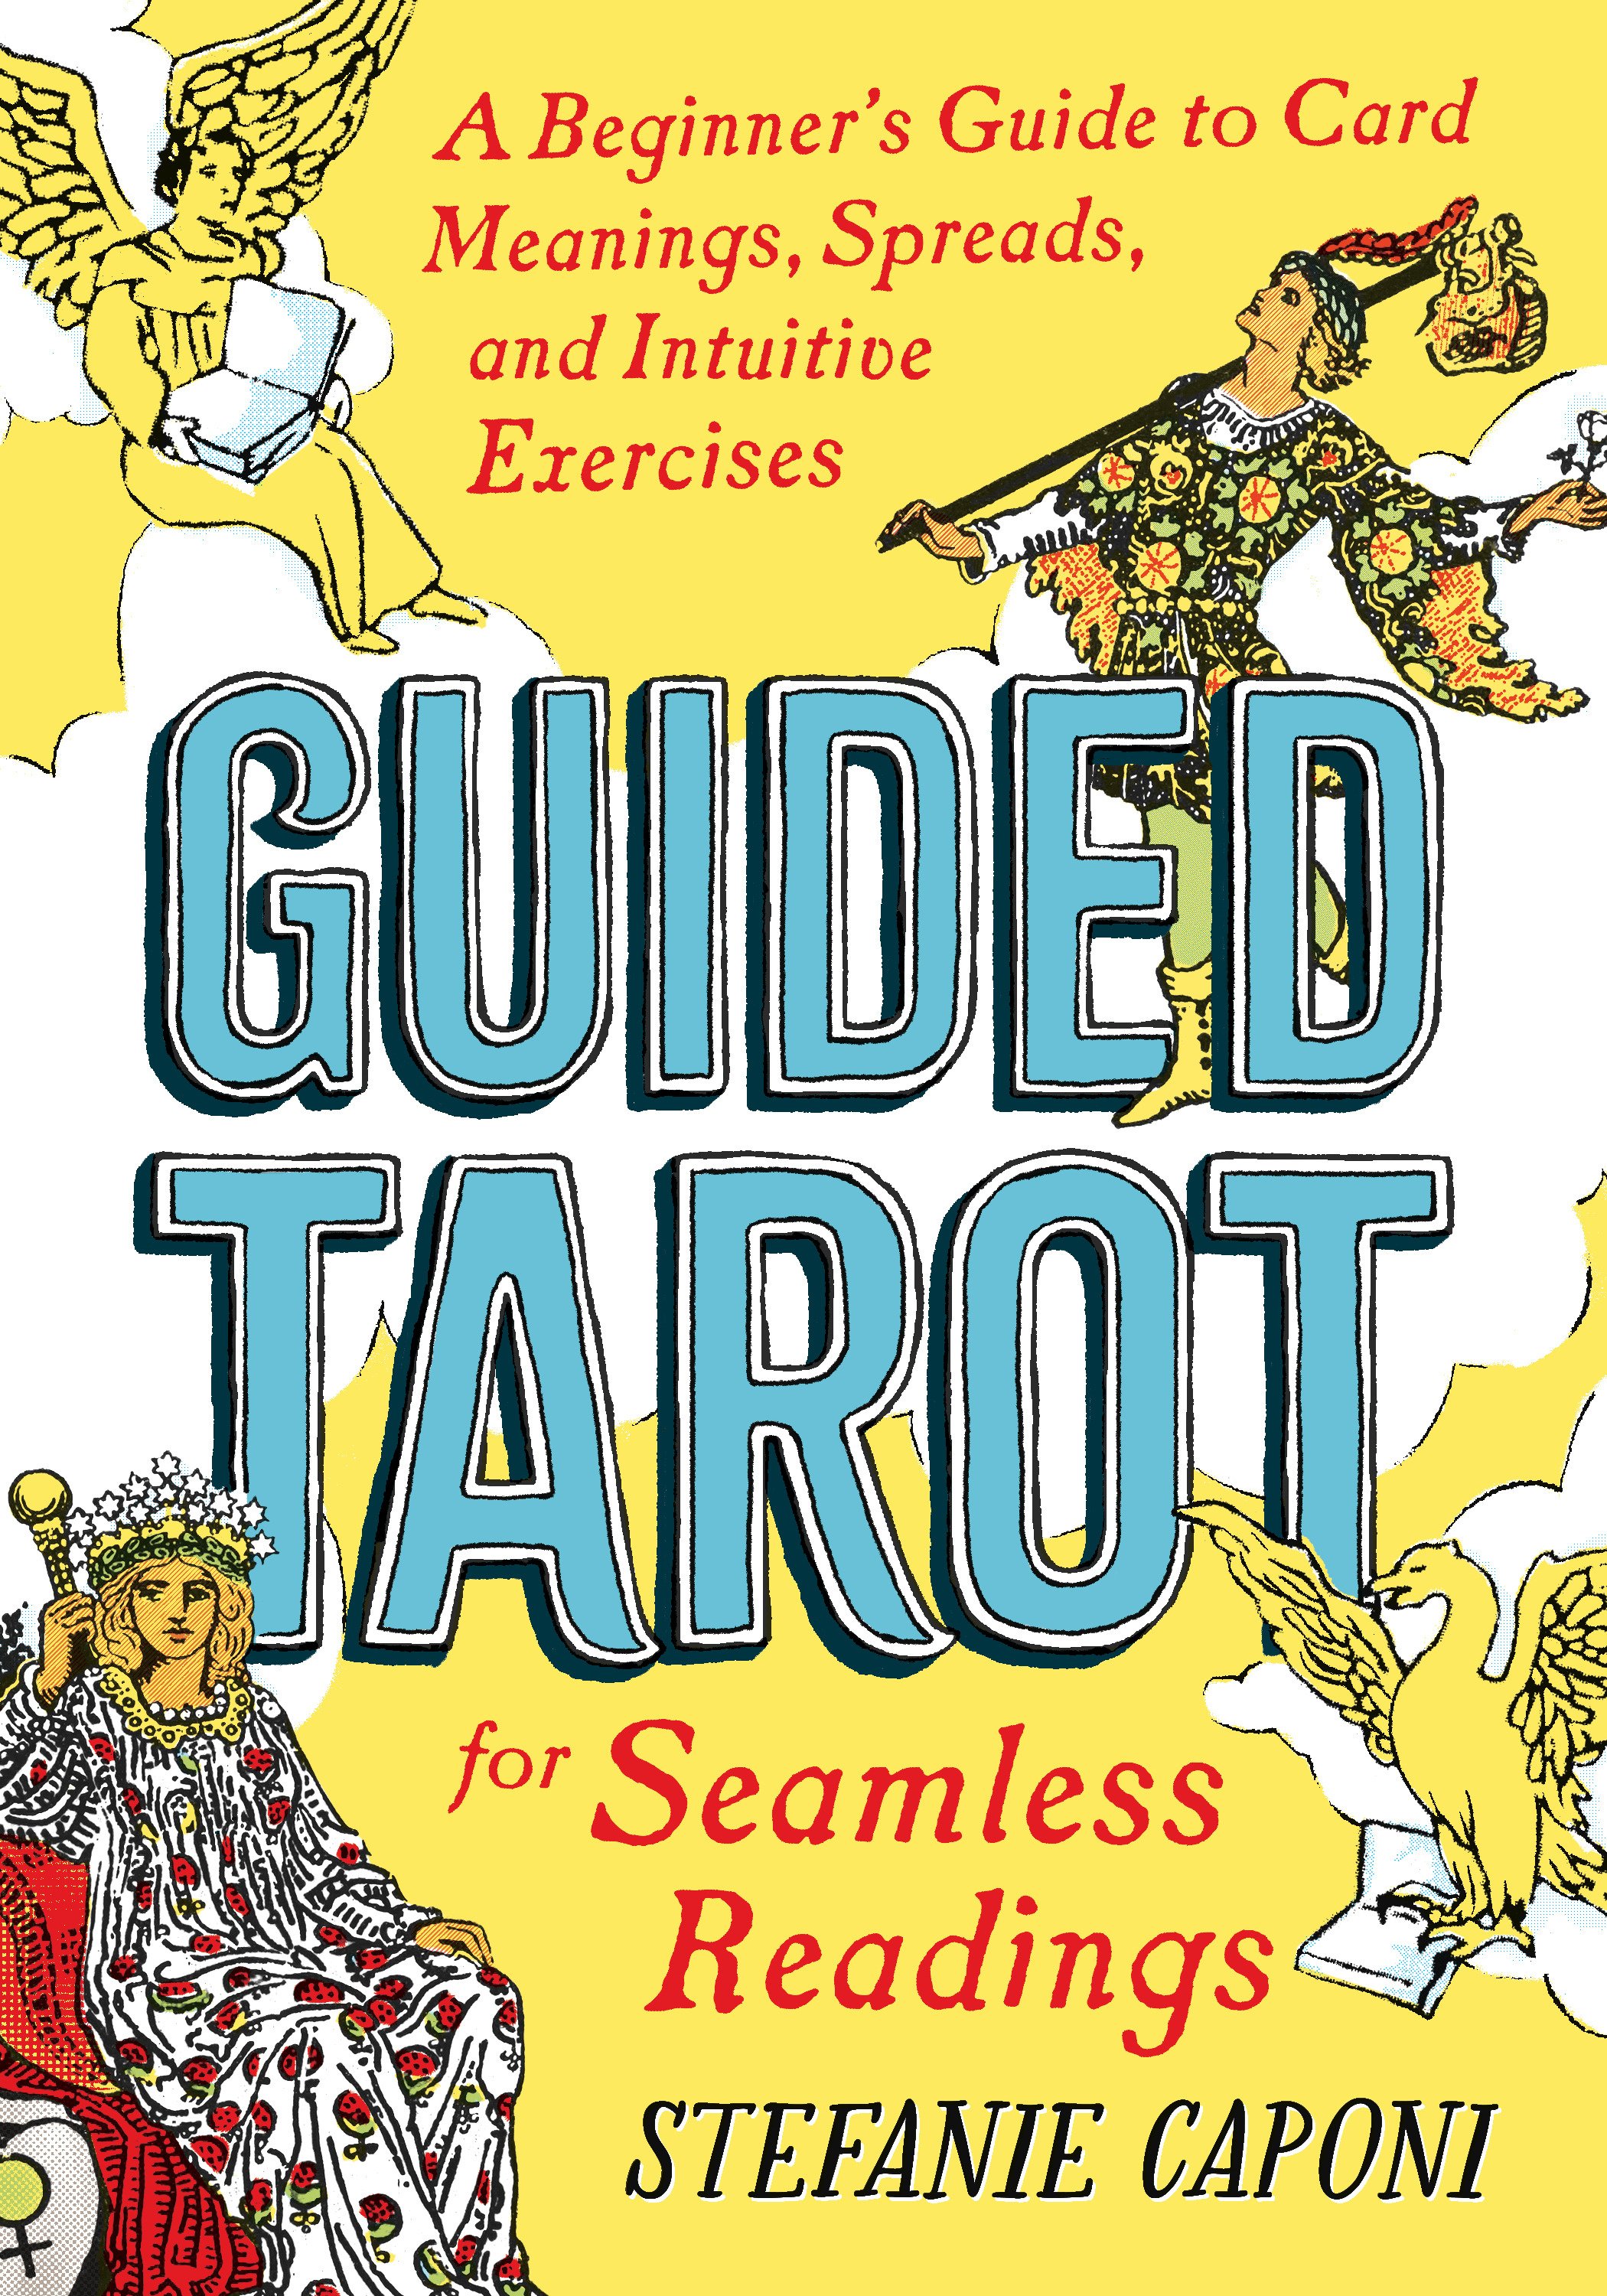 A Beginner's Guide to Card
Meanings, Spreads,
and Intuitive
Exercises
GUIDED
TAROT
for Seamless
Readings
STEFANIE CAPONI